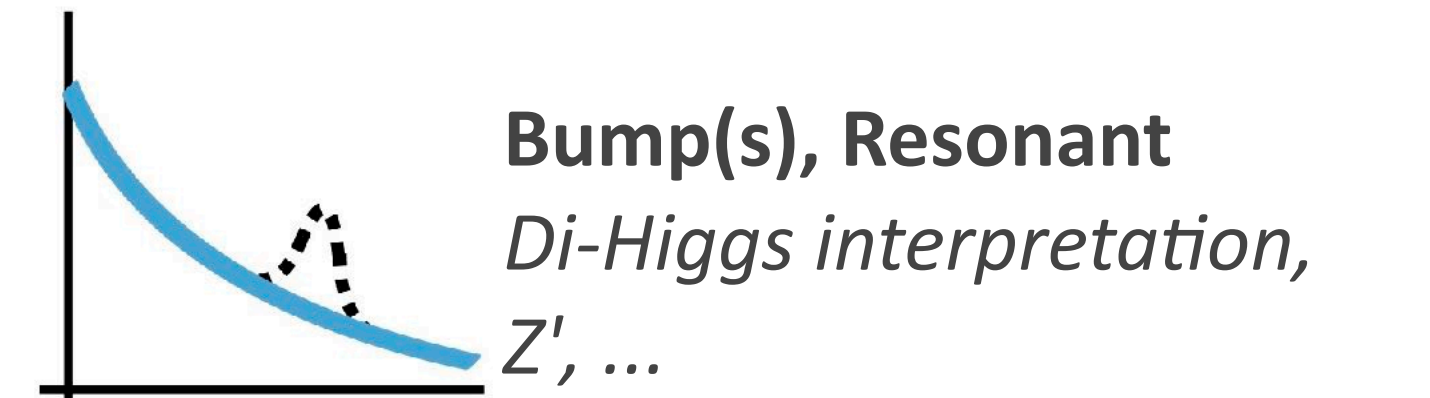 Bump(s), Resonant
Di-Higgs interpretation,
Z', ...